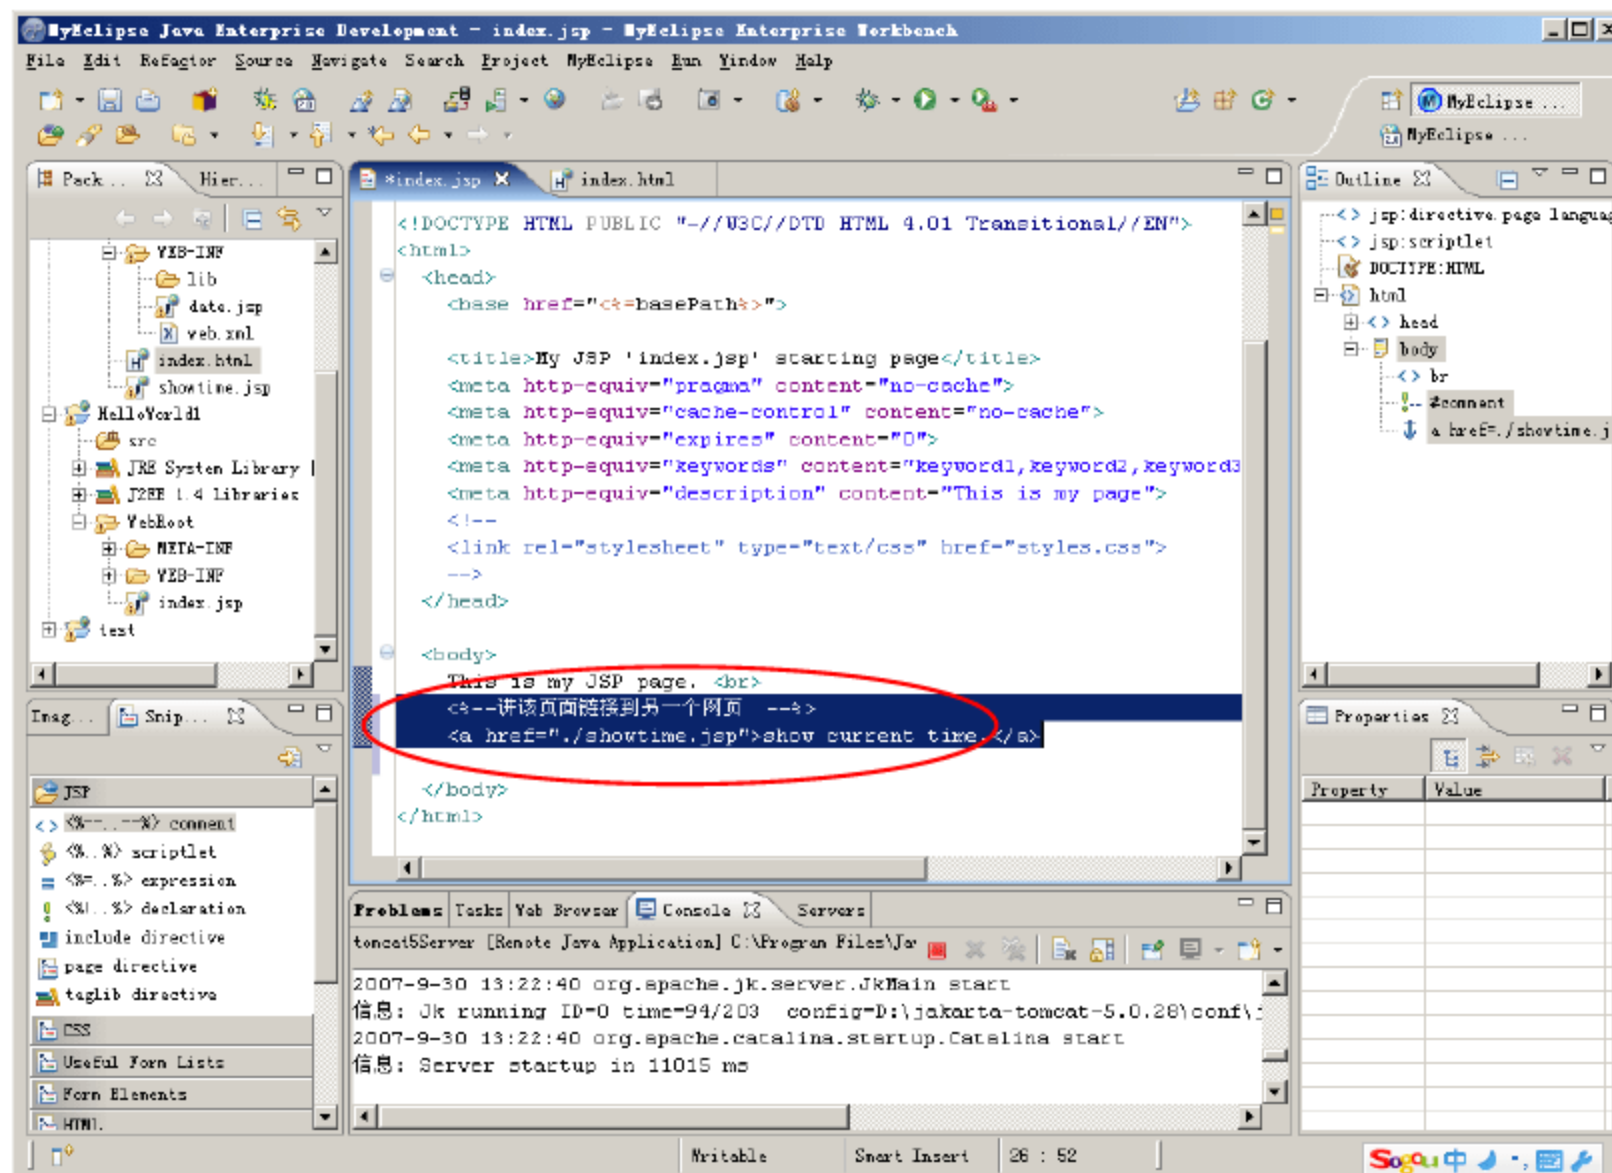 MyEclipse Java Enterprise Development - index.jsp - MyEclipse Enterprise Workbench
File Edit Refactor Source Navigate Search Project MyEclipse Run Window Help
MyEclipse ...
MyEclipse ...
Pack...
Hier...
WEB-INF
lib
data.jsp
web.xml
index.html
showtime.jsp
HelloWorld1
src
JRE System Library [
J2EE 1.4 Libraries
WebRoot
META-INF
WEB-INF
index.jsp
test
Imag...
Snip...
JSP
<%--..--%> comment
<%..%> scriptlet
<%=..%> expression
<%!..%> declaration
include directive
page directive
taglib directive
CSS
Useful Form Lists
Form Elements
HTML
*index.jsp
index.html
<!DOCTYPE HTML PUBLIC "-//W3C//DTD HTML 4.01 Transitional//EN">
<html>
<head>
<base href="<%=basePath%>">
<title>My JSP 'index.jsp' starting page</title>
<meta http-equiv="pragma" content="no-cache">
<meta http-equiv="cache-control" content="no-cache">
<meta http-equiv="expires" content="0">
<meta http-equiv="keywords" content="keyword1,keyword2,keyword3
<meta http-equiv="description" content="This is my page">
<!--
<link rel="stylesheet" type="text/css" href="styles.css">
-->
</head>
<body>
This is my JSP page. <br>
<%--讲该页面链接到另一个网页 --%>
<a href="./showtime.jsp">show current time.</a>
</body>
</html>
Problems Tasks Web Browser Console Servers
tomcat5Server [Remote Java Application] C:\Program Files\Jav
2007-9-30 13:22:40 org.apache.jk.server.JkMain start
信息: Jk running ID=0 time=94/203 config=D:\jakarta-tomcat-5.0.28\conf\j
2007-9-30 13:22:40 org.apache.catalina.startup.Catalina start
信息: Server startup in 11015 ms
Outline
jsp:directive.page languag
jsp:scriptlet
DOCTYPE:HTML
html
head
body
br
#comment
a href=./showtime.j
Properties
Property Value
Writable Smart Insert 26 : 52
Sogou 中